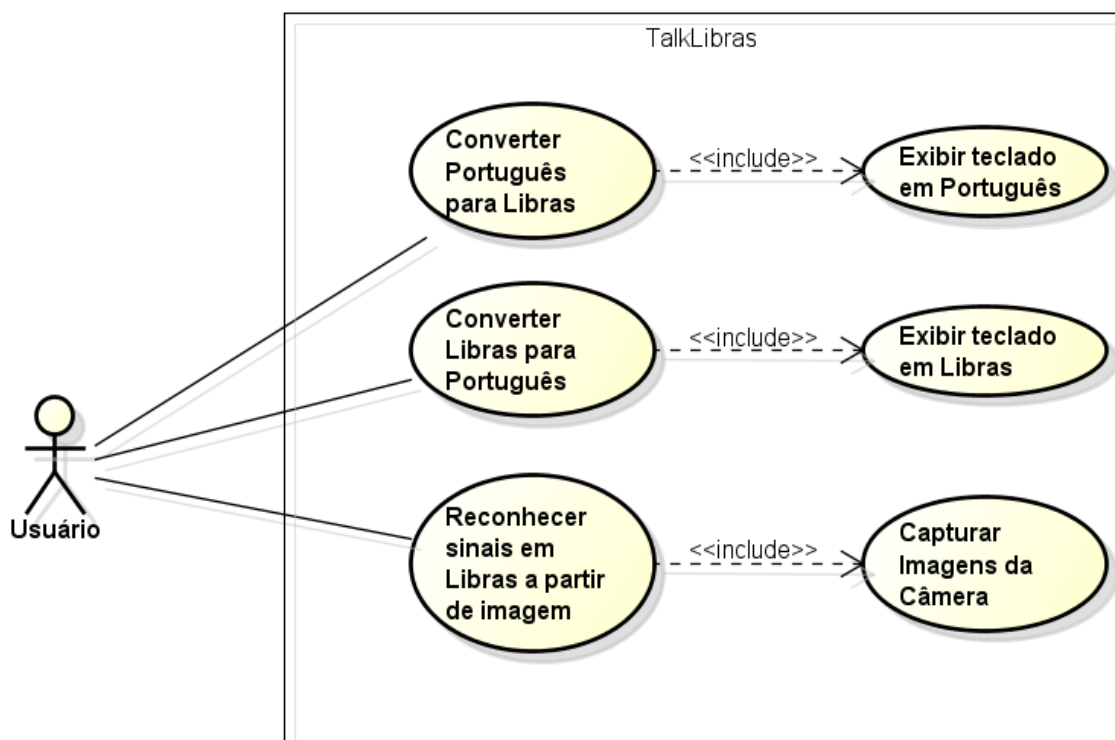 TalkLibras
Converter
Português
para Libras
<<include>>
Exibir teclado
em Português
Converter
Libras para
Português
<<include>>
Exibir teclado
em Libras
Usuário
Reconhecer
sinais em
Libras a partir
de imagem
<<include>>
Capturar
Imagens da
Câmera